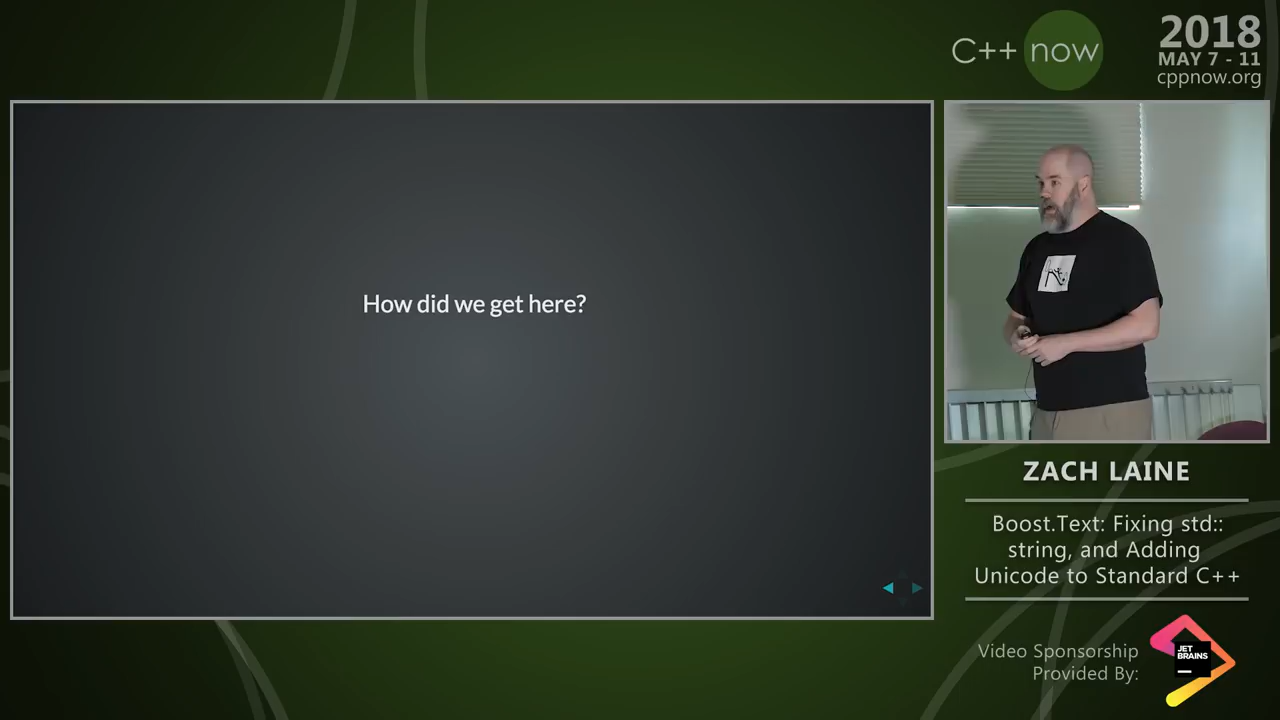 C++ now
2018
MAY 7 - 11
cppnow.org
How did we get here?
ZACH LAINE
Boost.Text: Fixing std::
string, and Adding
Unicode to Standard C++
Video Sponsorship
Provided By:
JET
BRAINS